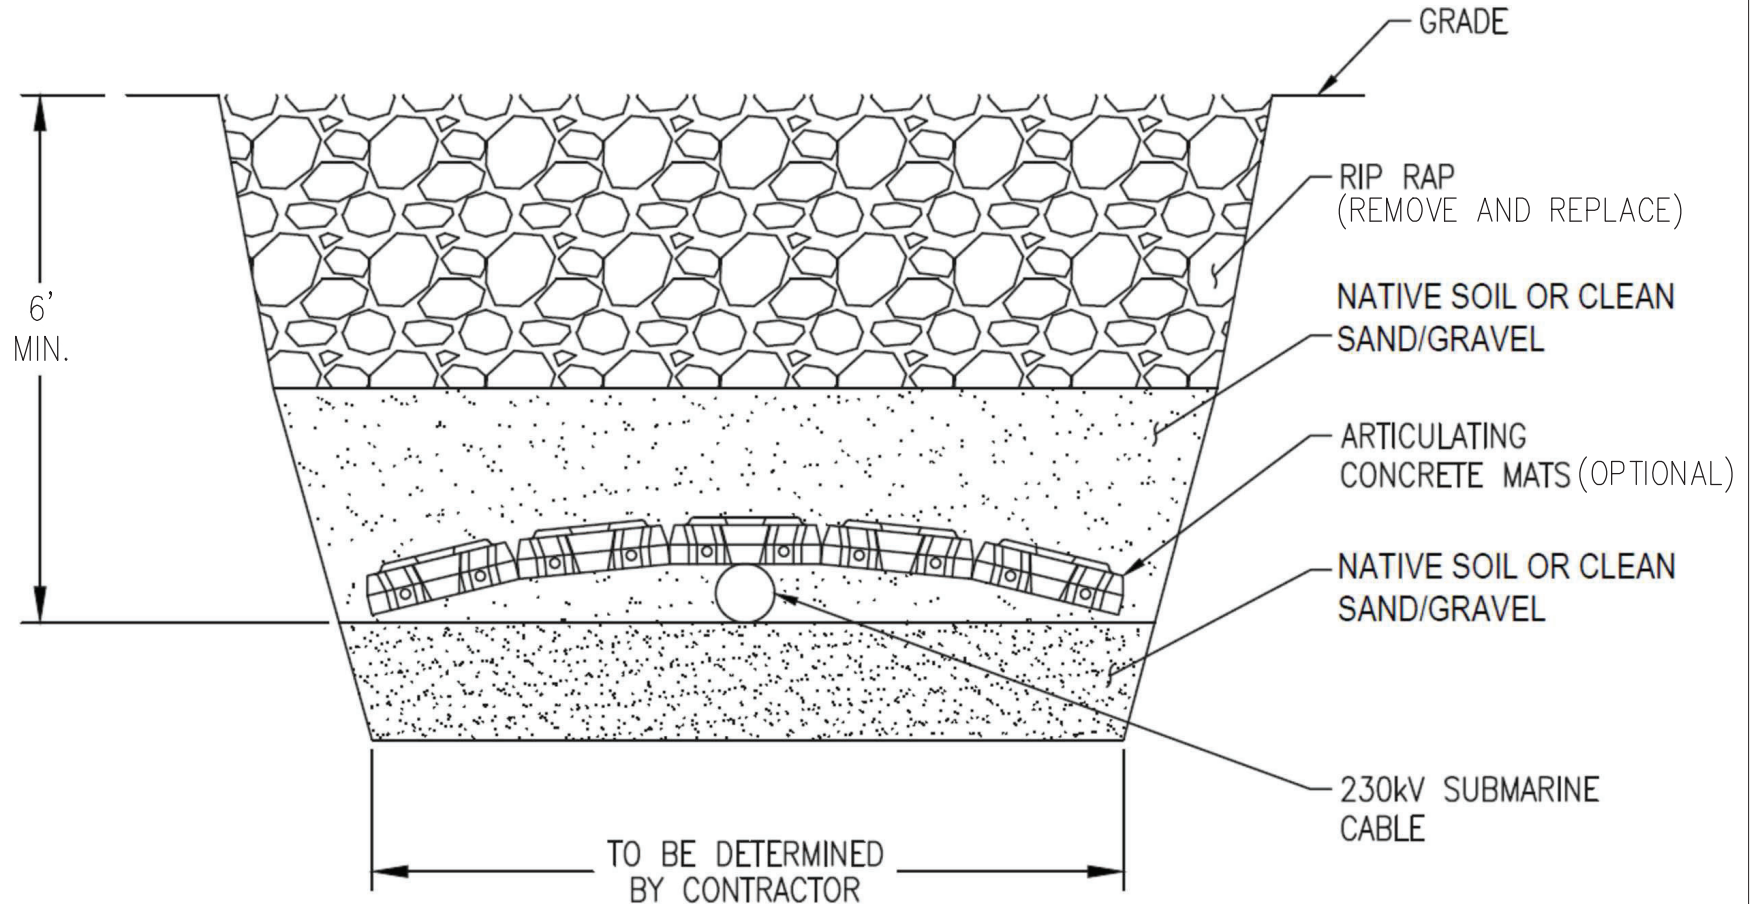 GRADE
RIP RAP
(REMOVE AND REPLACE)
6'
MIN.
NATIVE SOIL OR CLEAN
SAND/GRAVEL
ARTICULATING
CONCRETE MATS (OPTIONAL)
NATIVE SOIL OR CLEAN
SAND/GRAVEL
230kV SUBMARINE
CABLE
TO BE DETERMINED
BY CONTRACTOR